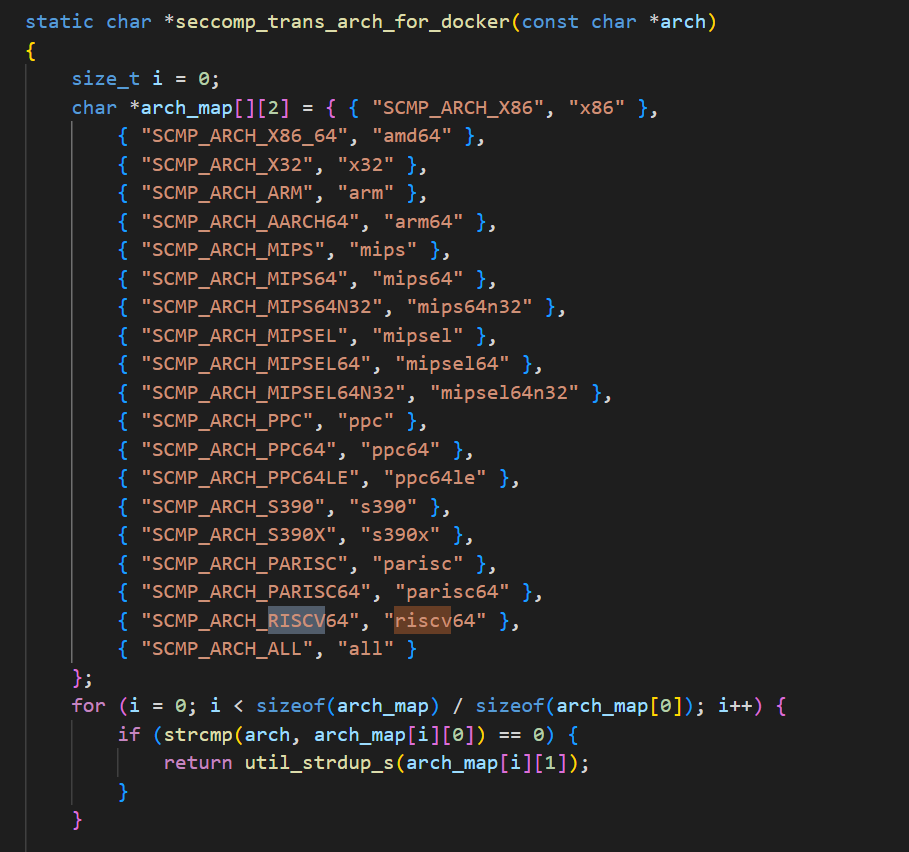 static char *seccomp_trans_arch_for_docker(const char *arch)
{
    size_t i = 0;
    char *arch_map[][2] = { { "SCMP_ARCH_X86", "x86" },
        { "SCMP_ARCH_X86_64", "amd64" },
        { "SCMP_ARCH_X32", "x32" },
        { "SCMP_ARCH_ARM", "arm" },
        { "SCMP_ARCH_AARCH64", "arm64" },
        { "SCMP_ARCH_MIPS", "mips" },
        { "SCMP_ARCH_MIPS64", "mips64" },
        { "SCMP_ARCH_MIPS64N32", "mips64n32" },
        { "SCMP_ARCH_MIPSEL", "mipsel" },
        { "SCMP_ARCH_MIPSEL64", "mipsel64" },
        { "SCMP_ARCH_MIPSEL64N32", "mipsel64n32" },
        { "SCMP_ARCH_PPC", "ppc" },
        { "SCMP_ARCH_PPC64", "ppc64" },
        { "SCMP_ARCH_PPC64LE", "ppc64le" },
        { "SCMP_ARCH_S390", "s390" },
        { "SCMP_ARCH_S390X", "s390x" },
        { "SCMP_ARCH_PARISC", "parisc" },
        { "SCMP_ARCH_PARISC64", "parisc64" },
        { "SCMP_ARCH_RISCV64", "riscv64" },
        { "SCMP_ARCH_ALL", "all" }
    };
    for (i = 0; i < sizeof(arch_map) / sizeof(arch_map[0]); i++) {
        if (strcmp(arch, arch_map[i][0]) == 0) {
            return util_strdup_s(arch_map[i][1]);
        }
    }